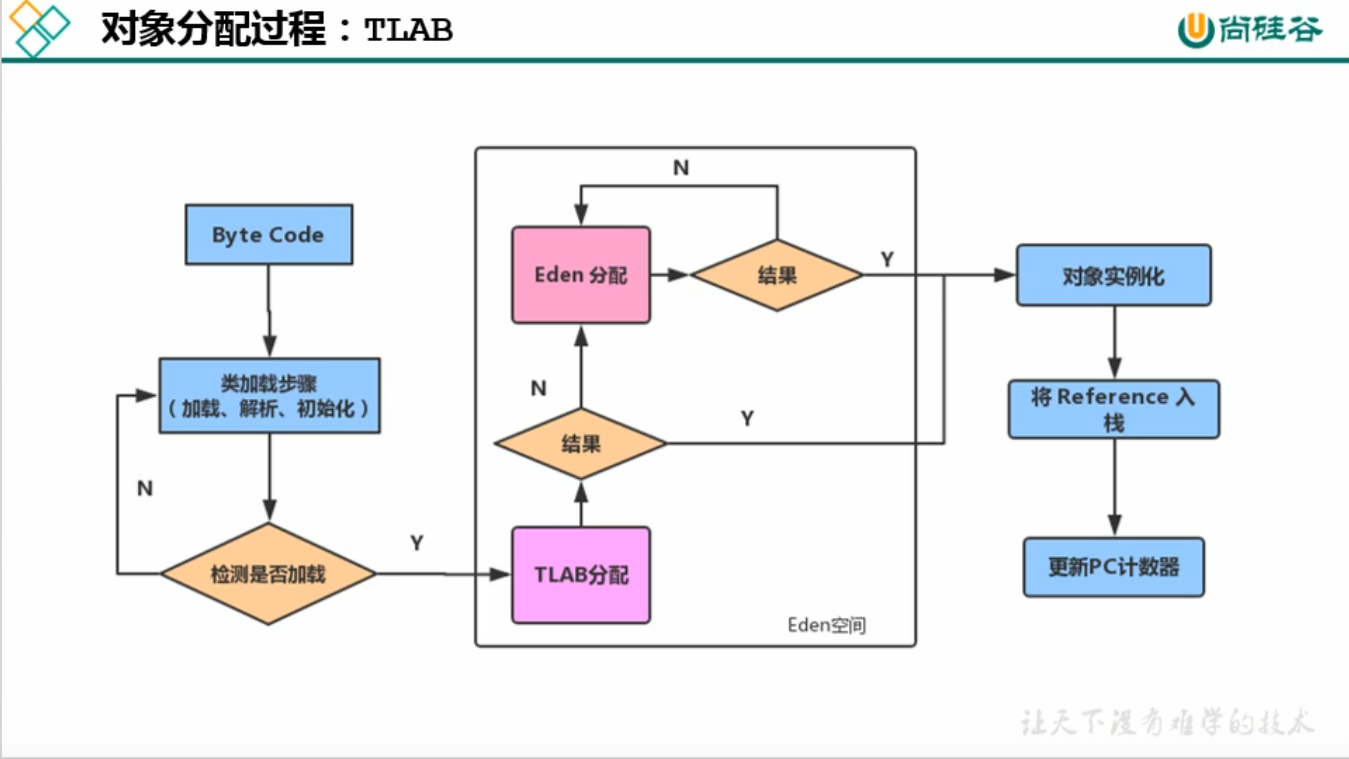 对象分配过程：TLAB
尚硅谷
N
Byte Code
Eden 分配
结果
Y
对象实例化
类加载步骤
（加载、解析、初始化）
N
将 Reference 入
栈
结果
Y
N
Y
检测是否加载
TLAB分配
更新PC计数器
Eden空间
让天下没有难学的技术